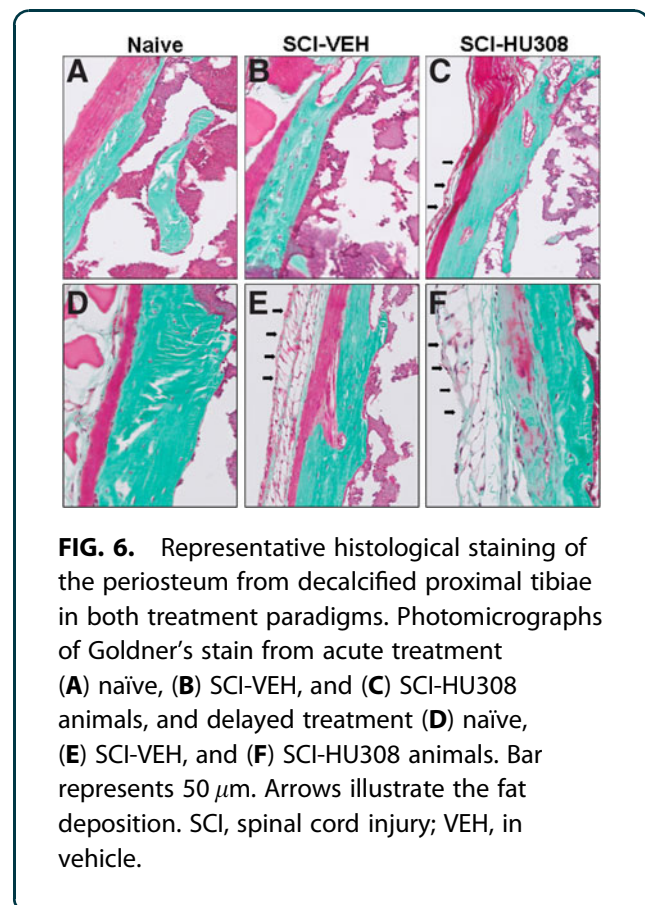 Naive SCI-VEH SCI-HU308
A B C
D E F
FIG. 6. Representative histological staining of
the periosteum from decalcified proximal tibiae
in both treatment paradigms. Photomicrographs
of Goldner's stain from acute treatment
(A) naïve, (B) SCI-VEH, and (C) SCI-HU308
animals, and delayed treatment (D) naïve,
(E) SCI-VEH, and (F) SCI-HU308 animals. Bar
represents 50 μm. Arrows illustrate the fat
deposition. SCI, spinal cord injury; VEH, in
vehicle.